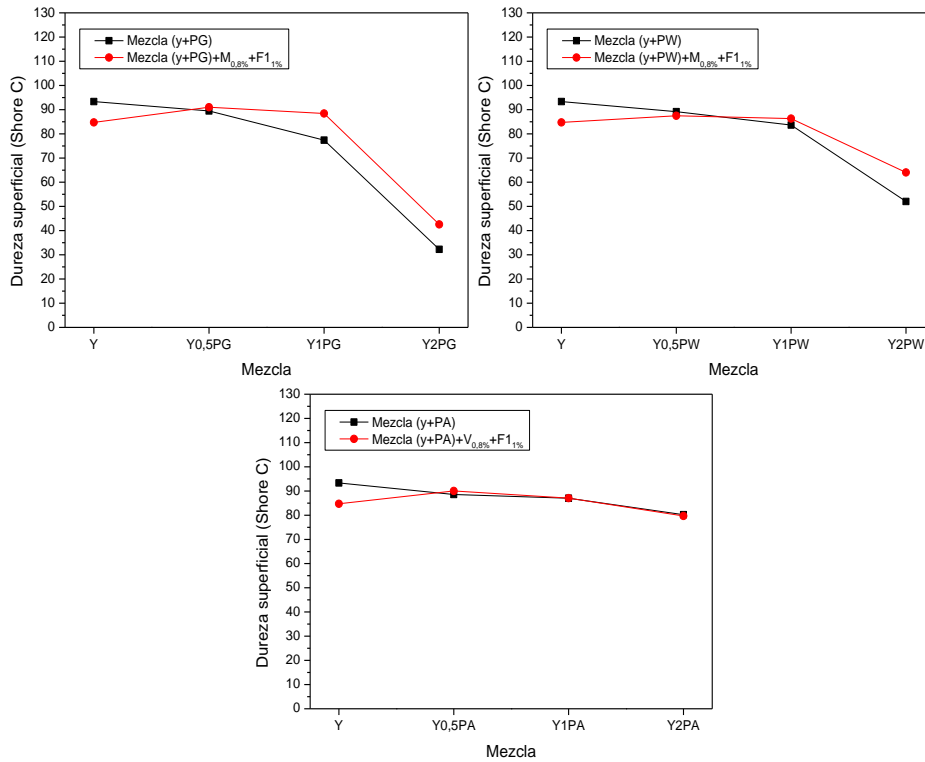 130
120
110
100
90
80
70
60
50
40
30
20
10
0
Dureza superficial (Shore C)
Mezcla (y+PG)
Mezcla (y+PG)+M0,8%+F11%
Y
Y0,5PG
Y1PG
Y2PG
Mezcla
130
120
110
100
90
80
70
60
50
40
30
20
10
0
Dureza superficial (Shore C)
Mezcla (y+PW)
Mezcla (y+PW)+M0,8%+F11%
Y
Y0,5PW
Y1PW
Y2PW
Mezcla
130
120
110
100
90
80
70
60
50
40
30
20
10
0
Dureza superficial (Shore C)
Mezcla (y+PA)
Mezcla (y+PA)+V0,8%+F11%
Y
Y0,5PA
Y1PA
Y2PA
Mezcla